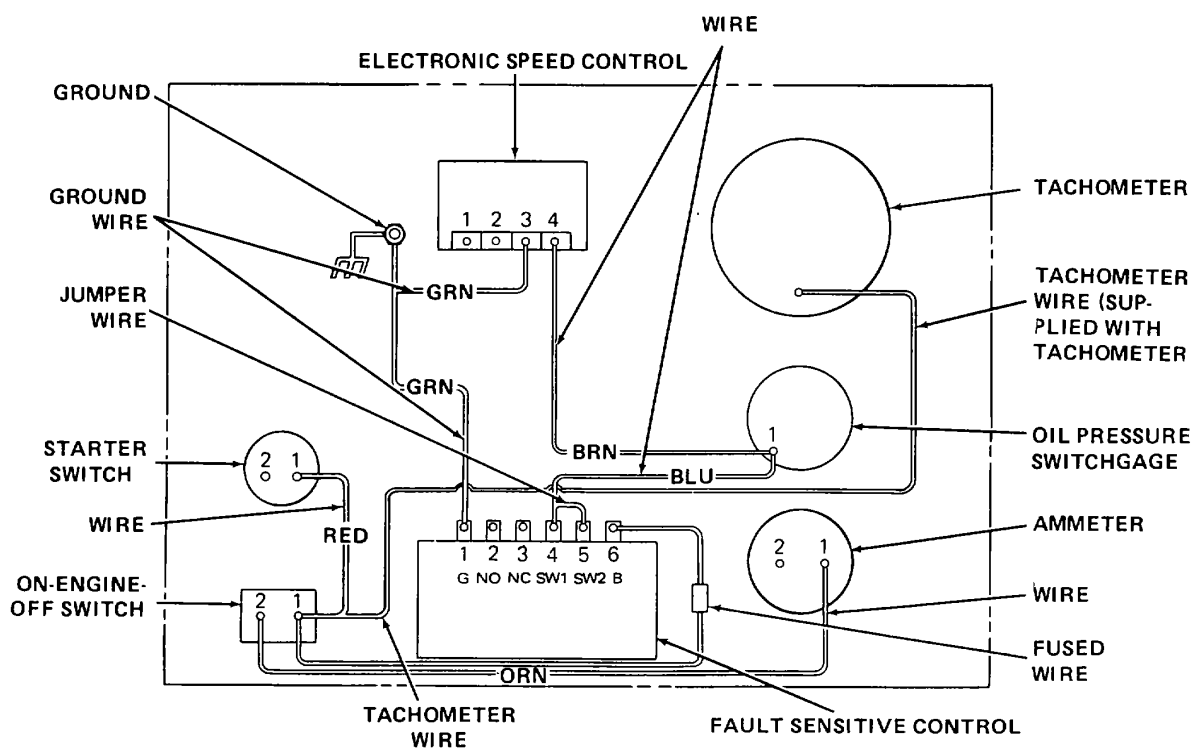 WIRE
ELECTRONIC SPEED CONTROL
GROUND
GROUND
WIRE
JUMPER
WIRE
STARTER
SWITCH
WIRE
ON-ENGINE-
OFF SWITCH
1 2 3 4
GRN
GRN
TACHOMETER
TACHOMETER
WIRE (SUP-
PLIED WITH
TACHOMETER
1
OIL PRESSURE
SWITCHGAGE
BRN
BLU
2 1
RED
2 1
1 2 3 4 5 6
G NO NC SW1 SW2 B
2 1
AMMETER
WIRE
FUSED
WIRE
ORN
TACHOMETER
WIRE
FAULT SENSITIVE CONTROL